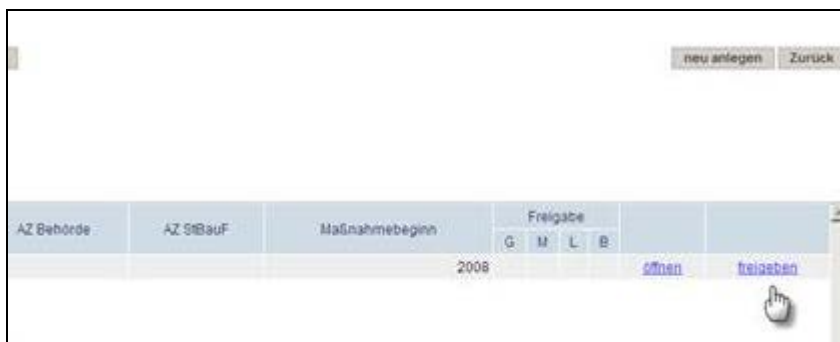 neu anlegen Zurück
AZ Behörde AZ StBauF Maßnahmebeginn Freigabe
G M L B
2008 öffnen freigeben